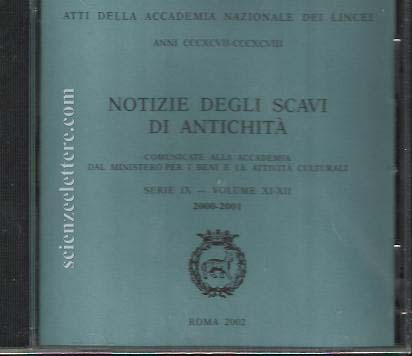 ATTI DELLA ACCADEMIA NAZIONALE DEI LINCEI
ANNI CCCXCVII-CCCXCVIII
NOTIZIE DEGLI SCAVI
DI ANTICHITÀ
COMUNICATE ALLA ACCADEMIA
DAL MINISTERO PER I BENI E LE ATTIVITÀ CULTURALI
SERIE IX — VOLUME XI-XII
2000-2001
ROMA 2002
scienzeelettere.com